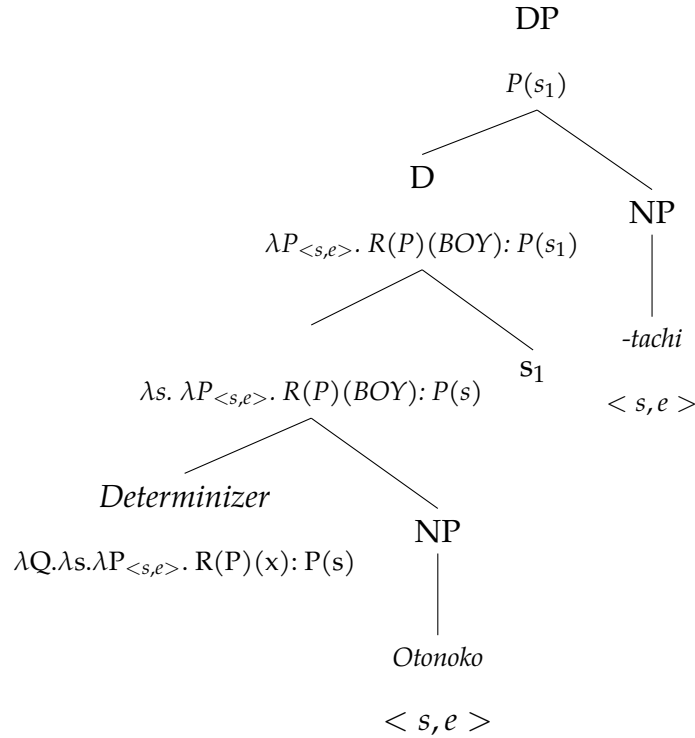 DP
P(s₁)
D
NP
λP<s,e>. R(P)(BOY): P(s₁)
-tachi
s₁
λs. λP<s,e>. R(P)(BOY): P(s)
< s, e >
Determinizer
NP
λQ.λs.λP<s,e>. R(P)(x): P(s)
Otonoko
< s, e >